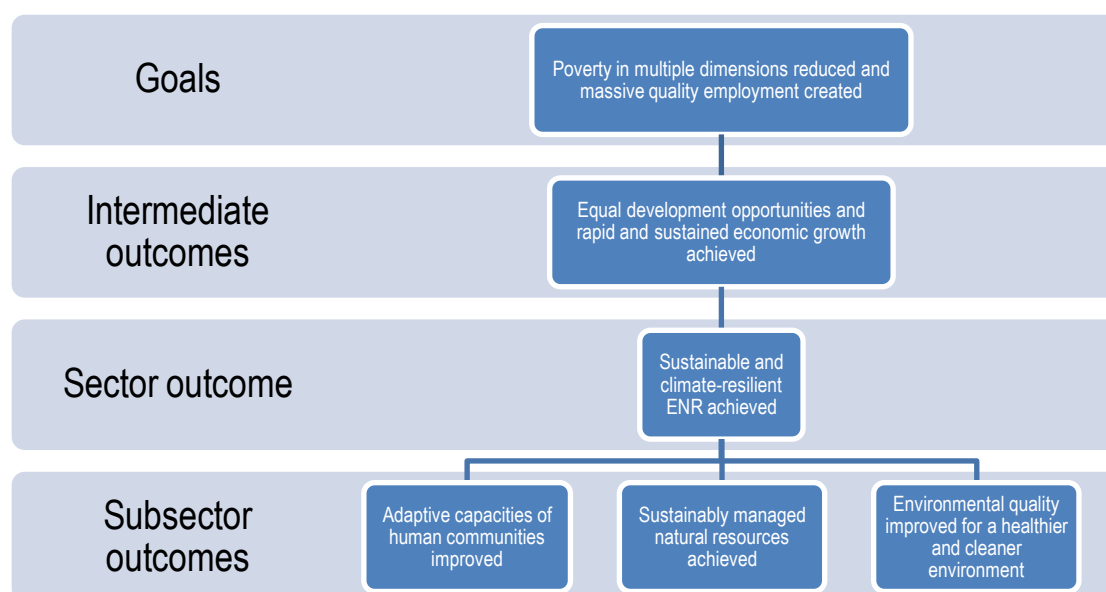 Goals
Poverty in multiple dimensions reduced and
massive quality employment created
Intermediate
outcomes
Equal development opportunities and
rapid and sustained economic growth
achieved
Sector outcome
Sustainable and
climate-resilient
ENR achieved
Subsector
outcomes
Adaptive capacities of
human communities
improved
Sustainably managed
natural resources
achieved
Environmental quality
improved for a healthier
and cleaner
environment